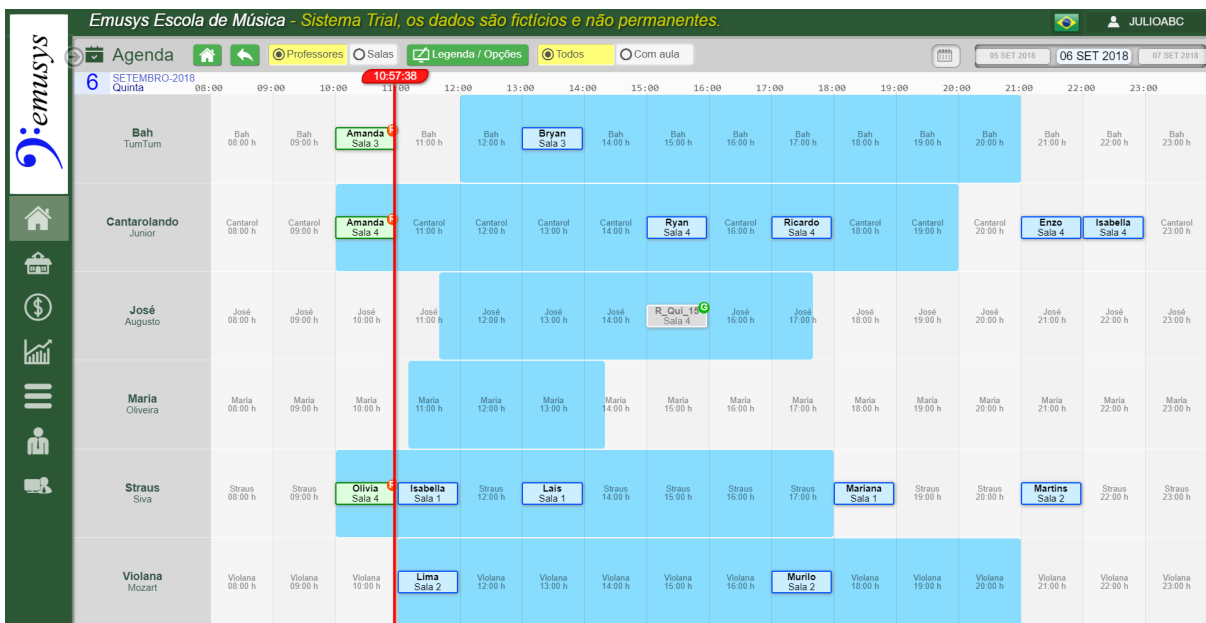 Emusys Escola de Música - Sistema Trial, os dados são fictícios e não permanentes.
JULIOABC
emusys
Agenda Professores Salas Legenda / Opções Todos Com aula 05 SET 2018 06 SET 2018 07 SET 2018
10:57:38
6 SETEMBRO-2018
Quinta 08:00 09:00 10:00 11:00 12:00 13:00 14:00 15:00 16:00 17:00 18:00 19:00 20:00 21:00 22:00 23:00
Bah Bah Bah Amanda F Bah Bah Bryan Bah Bah Bah Bah Bah Bah Bah Bah Bah Bah
TumTum 08:00 h 09:00 h Sala 3 11:00 h 12:00 h Sala 3 14:00 h 15:00 h 16:00 h 17:00 h 18:00 h 19:00 h 20:00 h 21:00 h 22:00 h 23:00 h
Cantarolando Cantarol Cantarol Amanda F Cantarol Cantarol Cantarol Cantarol Ryan Cantarol Ricardo Cantarol Cantarol Cantarol Enzo Isabella Cantarol
Junior 08:00 h 09:00 h Sala 4 11:00 h 12:00 h 13:00 h 14:00 h Sala 4 16:00 h Sala 4 18:00 h 19:00 h 20:00 h Sala 4 Sala 4 23:00 h
José José José José José José José José R_Qui_15 G José José José José José José José José
Augusto 08:00 h 09:00 h 10:00 h 11:00 h 12:00 h 13:00 h 14:00 h Sala 4 16:00 h 17:00 h 18:00 h 19:00 h 20:00 h 21:00 h 22:00 h 23:00 h
Maria Maria Maria Maria Maria Maria Maria Maria Maria Maria Maria Maria Maria Maria Maria Maria Maria
Oliveira 08:00 h 09:00 h 10:00 h 11:00 h 12:00 h 13:00 h 14:00 h 15:00 h 16:00 h 17:00 h 18:00 h 19:00 h 20:00 h 21:00 h 22:00 h 23:00 h
Straus Straus Straus Olivia F Isabella Straus Lais Straus Straus Straus Straus Mariana Straus Straus Martins Straus Straus
Siva 08:00 h 09:00 h Sala 4 Sala 1 12:00 h Sala 1 14:00 h 15:00 h 16:00 h 17:00 h Sala 1 19:00 h 20:00 h Sala 2 22:00 h 23:00 h
Violana Violana Violana Violana Lima Violana Violana Violana Violana Violana Murilo Violana Violana Violana Violana Violana Violana
Mozart 08:00 h 09:00 h 10:00 h Sala 2 12:00 h 13:00 h 14:00 h 15:00 h 16:00 h Sala 2 18:00 h 19:00 h 20:00 h 21:00 h 22:00 h 23:00 h